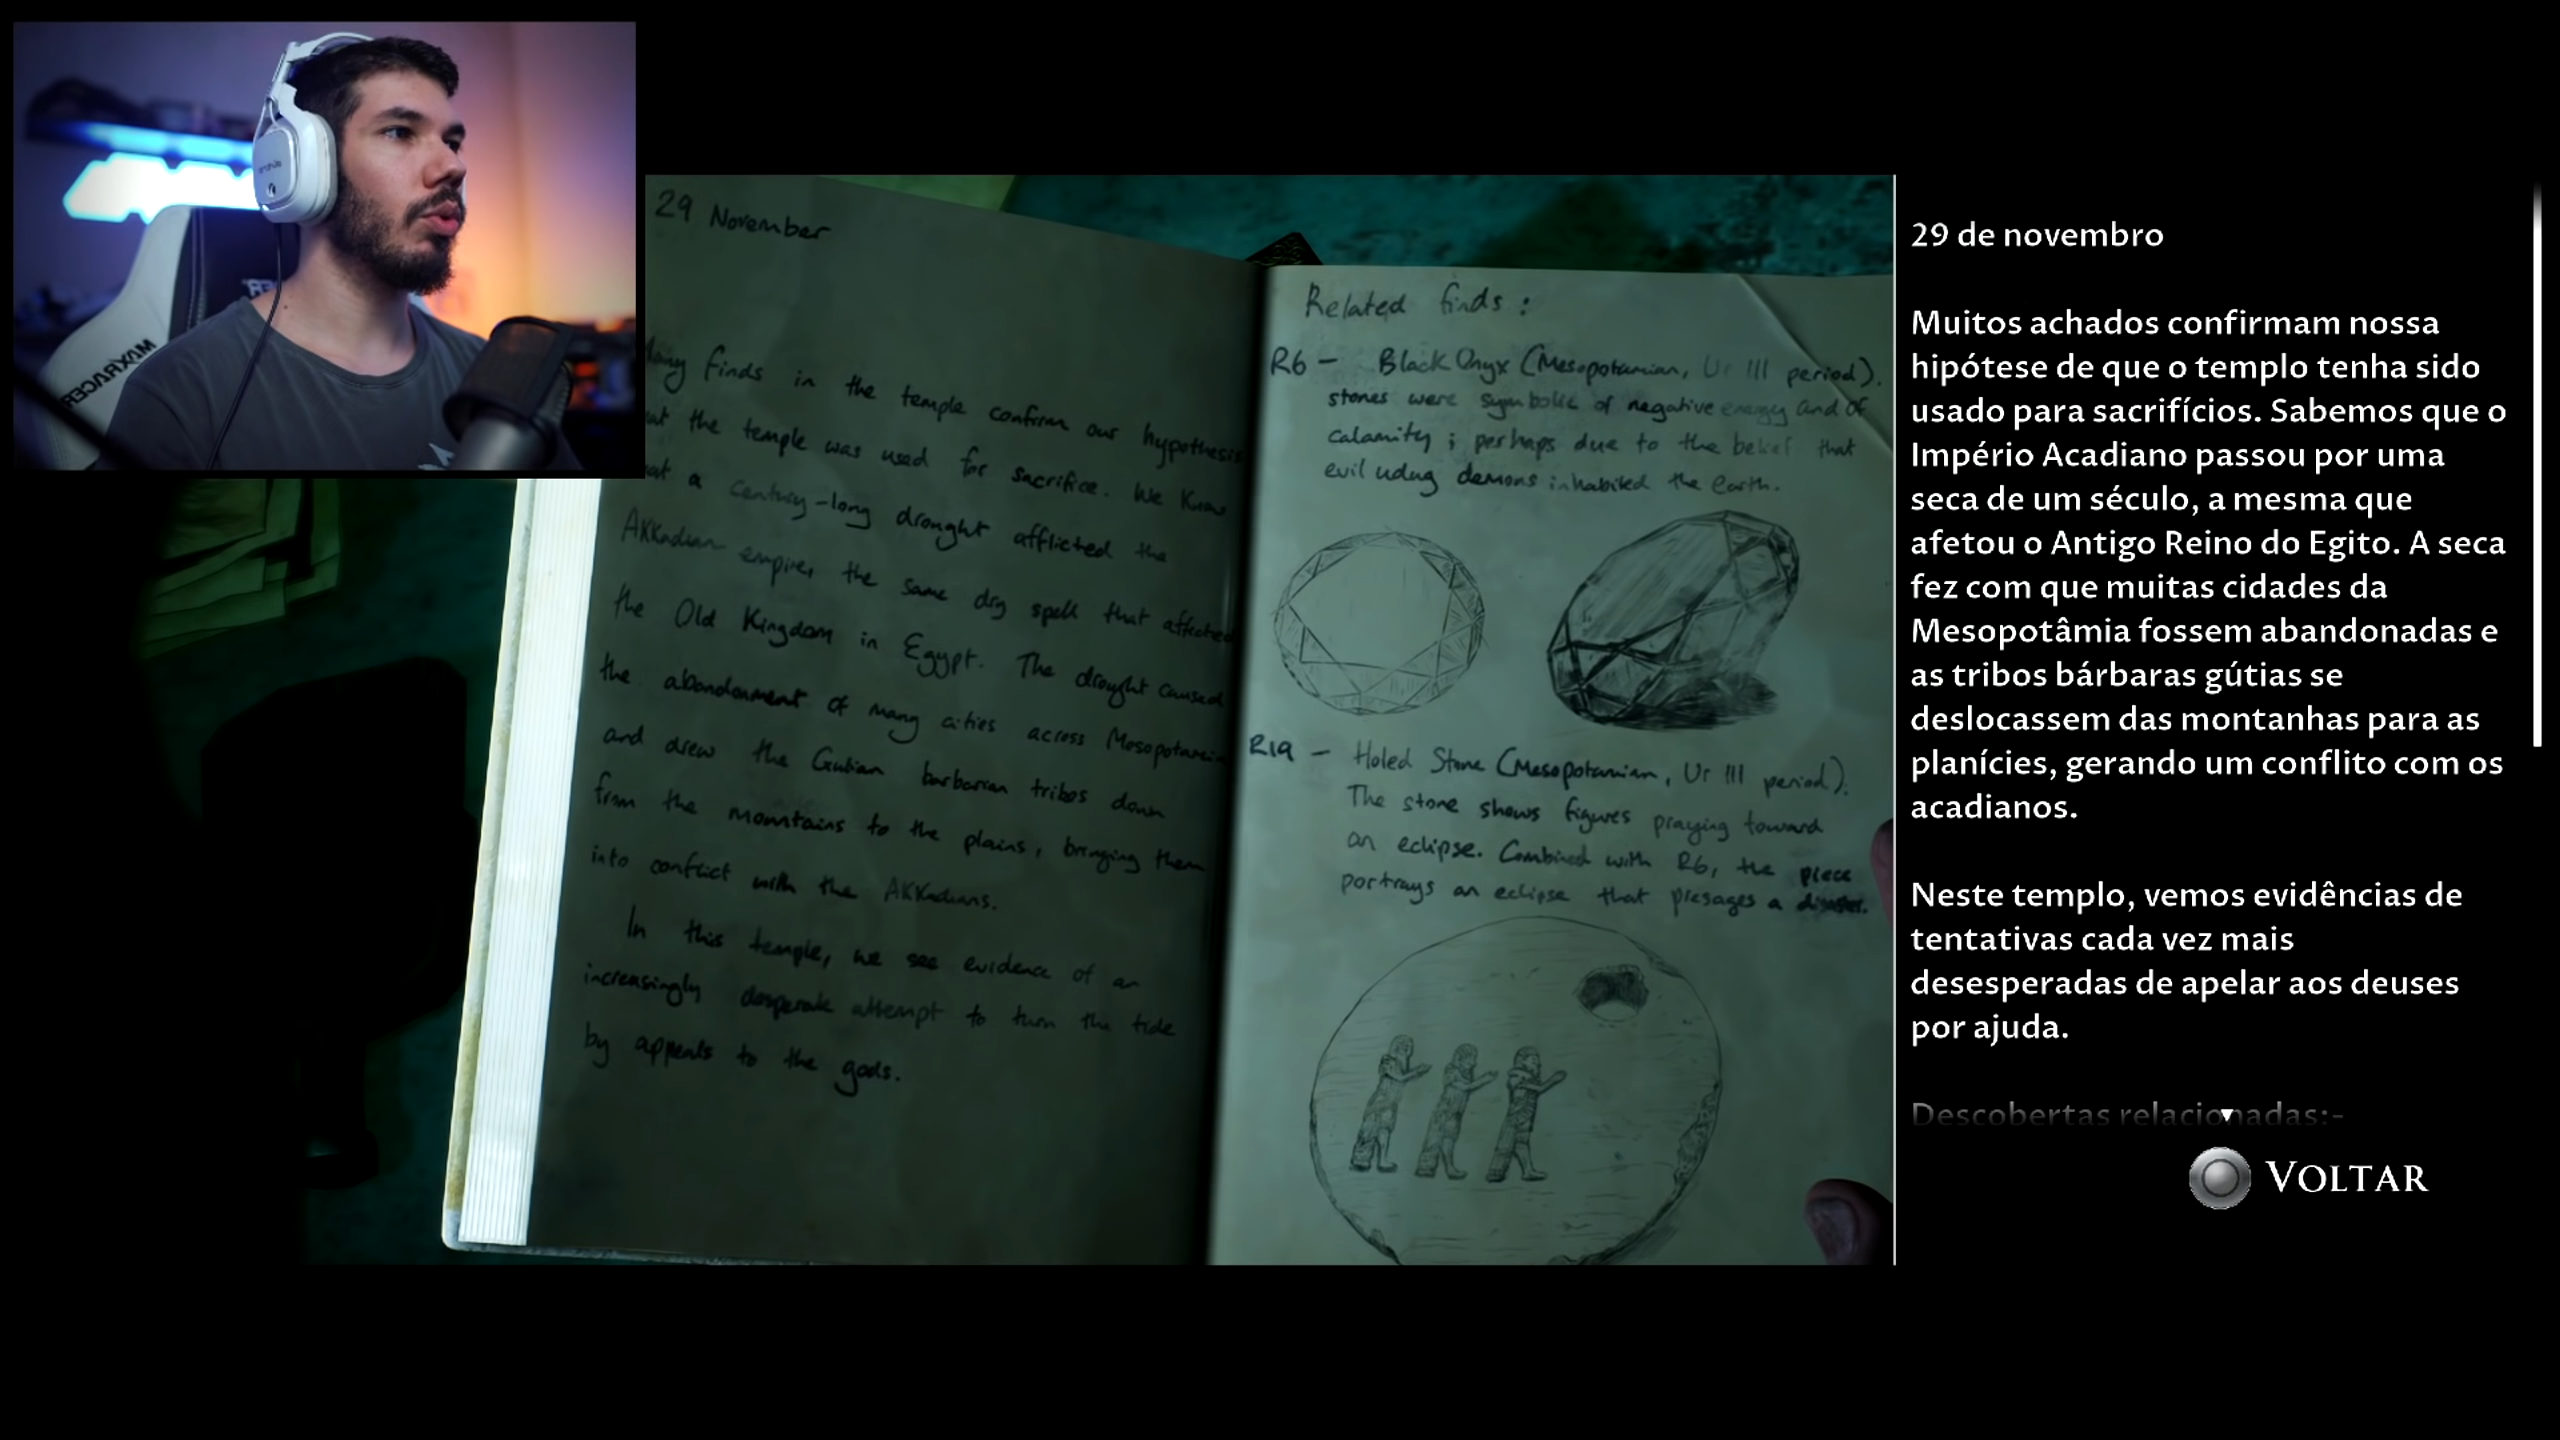 MAXRACER
29 November
Many finds in the temple confirm our hypothesis
the temple was used for sacrifice. We know
a century-long drought afflicted the
Akkadian empire, the same dry spell that affected
the Old Kingdom in Egypt. The drought caused
the abandonment of many cities across Mesopotamia
and drew the Gutian barbarian tribes down
from the mountains to the plains, bringing them
into conflict with the Akkadians.
In this temple, we see evidence of an
increasingly desperate attempt to turn the tide
by appeals to the gods.
Related finds:
R6 - Black Onyx (Mesopotamian, Ur III period).
stones were symbolic of negative energy and of
calamity; perhaps due to the belief that
evil udug demons inhabited the earth.
R19 - Holed Stone (Mesopotamian, Ur III period).
The stone shows figures praying toward
an eclipse. Combined with R6, the piece
portrays an eclipse that presages a disaster.
29 de novembro
Muitos achados confirmam nossa
hipótese de que o templo tenha sido
usado para sacrifícios. Sabemos que o
Império Acadiano passou por uma
seca de um século, a mesma que
afetou o Antigo Reino do Egito. A seca
fez com que muitas cidades da
Mesopotâmia fossem abandonadas e
as tribos bárbaras gútias se
deslocassem das montanhas para as
planícies, gerando um conflito com os
acadianos.
Neste templo, vemos evidências de
tentativas cada vez mais
desesperadas de apelar aos deuses
por ajuda.
Descobertas relacionadas:-
VOLTAR